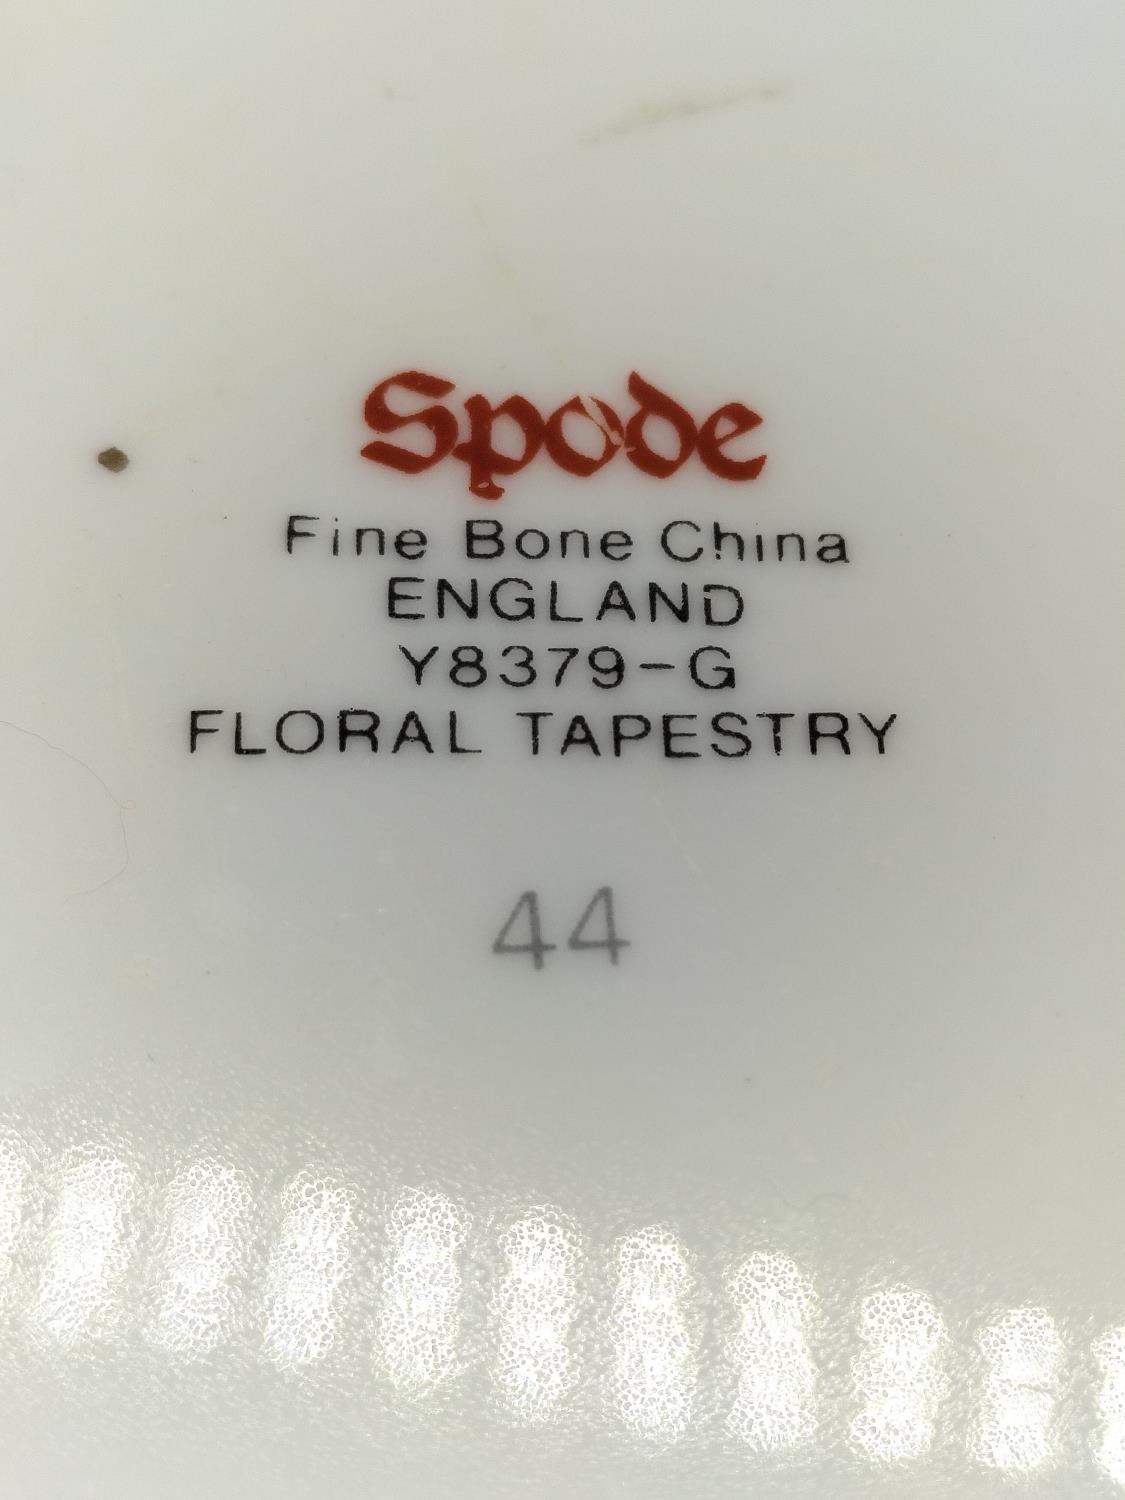 Spode
Fine Bone China
ENGLAND
Y8379-G
FLORAL TAPESTRY
44